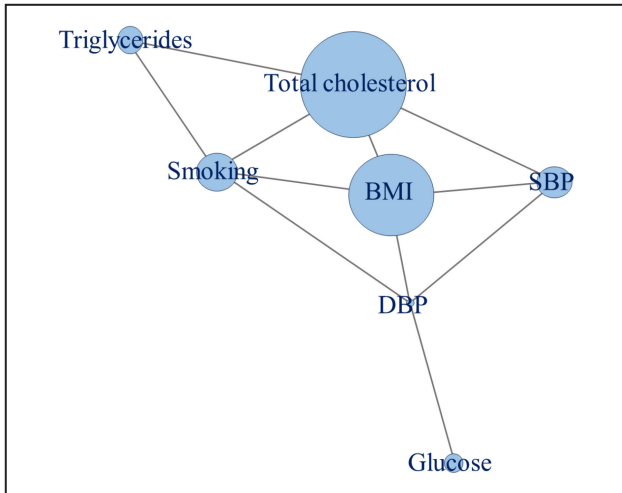 Triglycerides
Total cholesterol
Smoking
BMI
SBP
DBP
Glucose